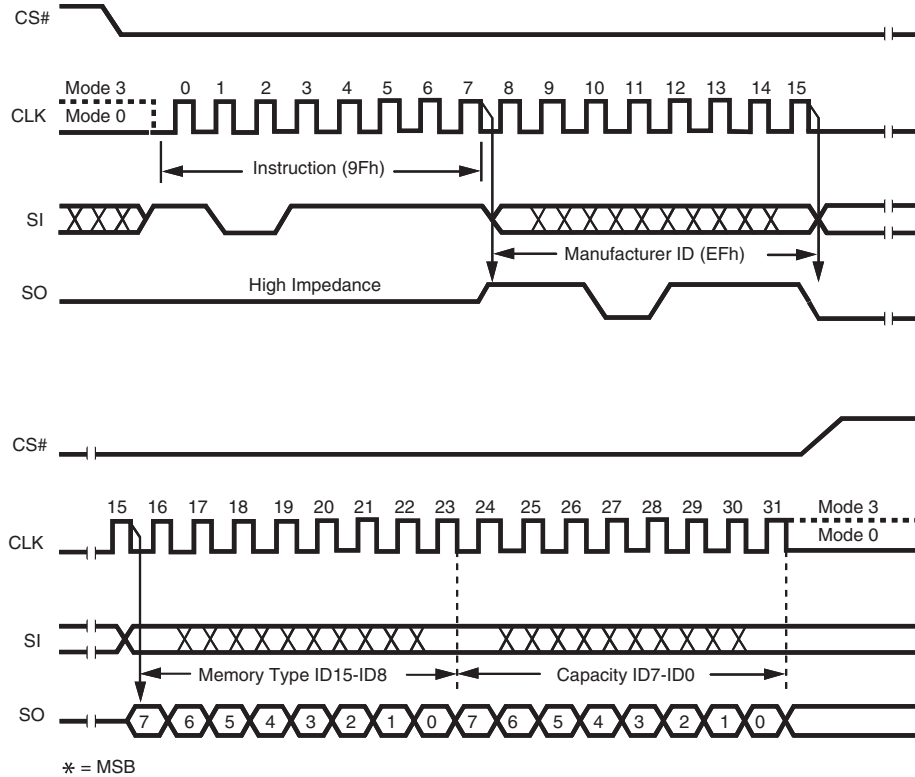 CS#
Mode 3
0 1 2 3 4 5 6 7 8 9 10 11 12 13 14 15
CLK
Mode 0
Instruction (9Fh)
SI
Manufacturer ID (EFh)
High Impedance
SO
CS#
15 16 17 18 19 20 21 22 23 24 25 26 27 28 29 30 31
Mode 3
CLK
Mode 0
SI
Memory Type ID15-ID8
Capacity ID7-ID0
SO
7 6 5 4 3 2 1 0 7 6 5 4 3 2 1 0
* = MSB